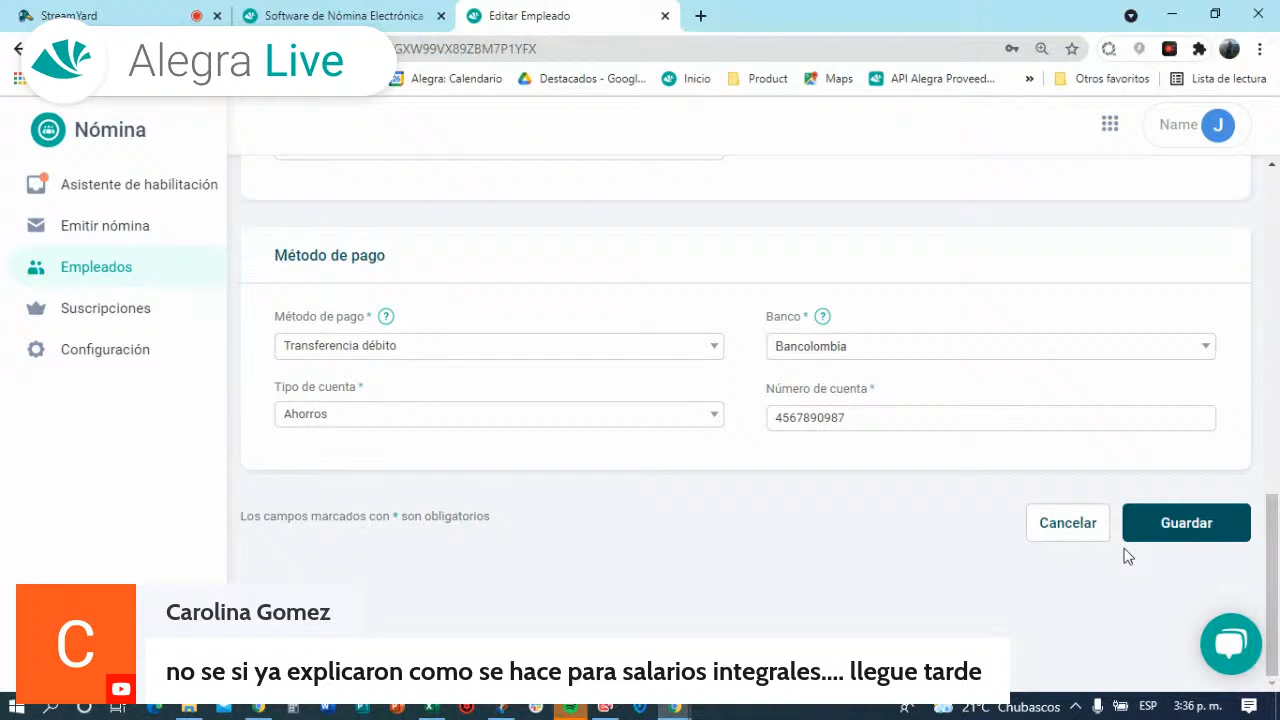 StreamYard
Software de Nómina Electrónica
Editar Empleado
Alegra Live
GXW99VX89ZBM7P1YFX
Alegra: Calendario
Destacados - Googl...
Inicio
Product
Maps
API Alegra Proveed...
»
Otros favoritos
Lista de lectura
Nómina
Name
J
Asistente de habilitación
Emitir nómina
Empleados
Suscripciones
Configuración
Método de pago
Método de pago * ?
Banco * ?
Transferencia débito
Bancolombia
Tipo de cuenta *
Número de cuenta *
Ahorros
4567890987
Los campos marcados con * son obligatorios
Cancelar
Guardar
C
Carolina Gomez
no se si ya explicaron como se hace para salarios integrales.... llegue tarde
21°C Chubascos
ESP
3:36 p. m.